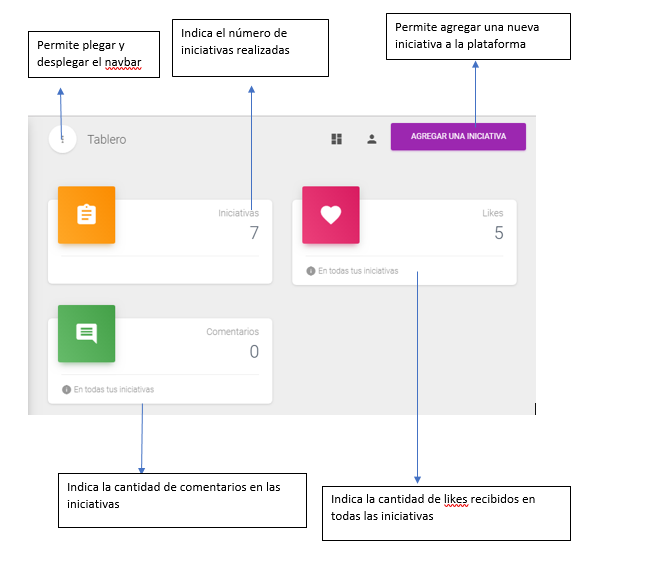 Permite plegar y
desplegar el navbar
Indica el número de
iniciativas realizadas
Permite agregar una nueva
iniciativa a la plataforma
Tablero
AGREGAR UNA INICIATIVA
Iniciativas
7
Likes
5
En todas tus iniciativas
Comentarios
0
En todas tus iniciativas
Indica la cantidad de comentarios en las
iniciativas
Indica la cantidad de likes recibidos en
todas las iniciativas